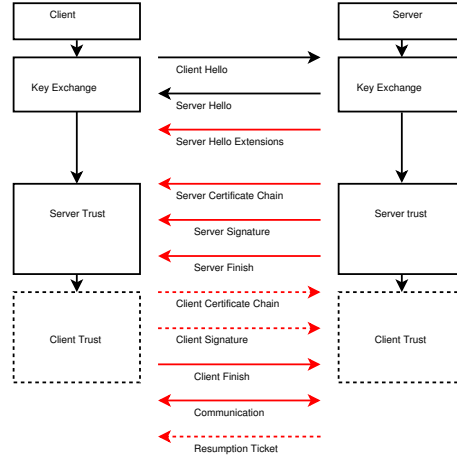 Client
Server
Client Hello
Key Exchange
Key Exchange
Server Hello
Server Hello Extensions
Server Certificate Chain
Server Trust
Server trust
Server Signature
Server Finish
Client Certificate Chain
Client Trust
Client Trust
Client Signature
Client Finish
Communication
Resumption Ticket